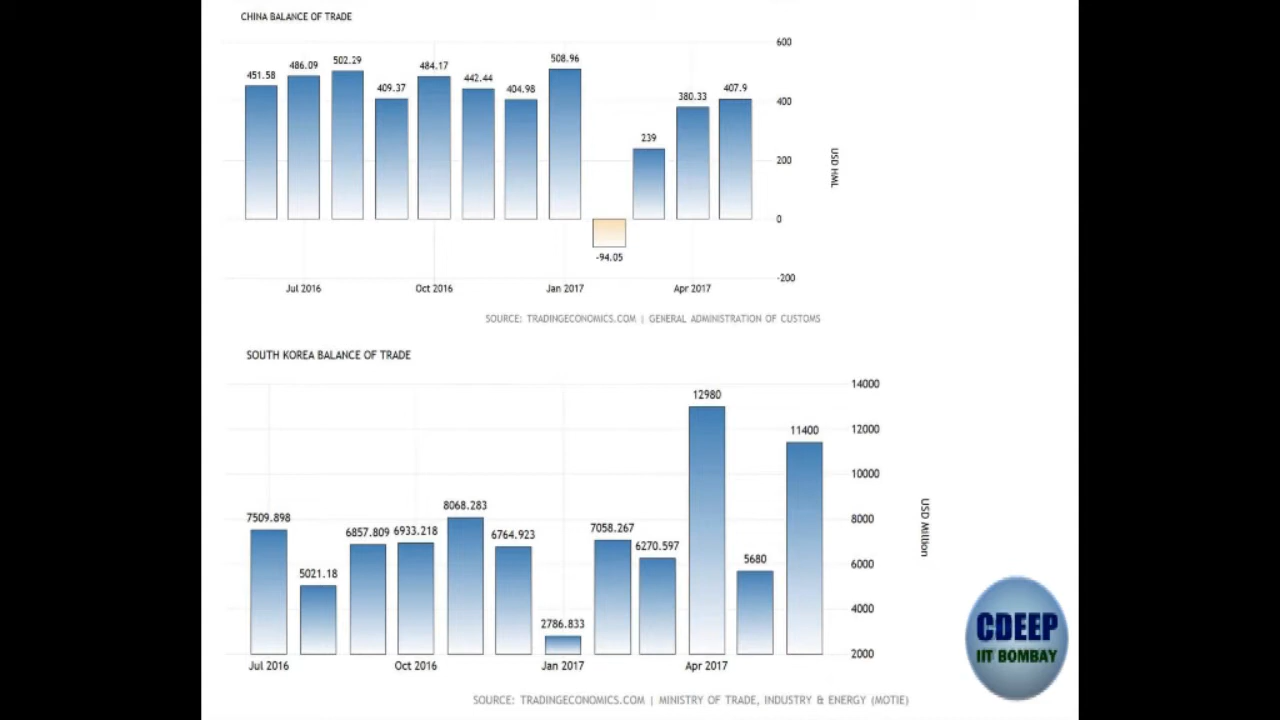 CHINA BALANCE OF TRADE
600
508.96
502.29
486.09
484.17
451.58
442.44
409.37
404.98
407.9
380.33
400
239
200
USD HML
0
-94.05
-200
Jul 2016
Oct 2016
Jan 2017
Apr 2017
SOURCE: TRADINGECONOMICS.COM | GENERAL ADMINISTRATION OF CUSTOMS
SOUTH KOREA BALANCE OF TRADE
14000
12980
12000
11400
10000
8068.283
7509.898
8000
6857.809
6933.218
6764.923
7058.267
6270.597
USD Million
5021.18
5680
6000
4000
2786.833
2000
Jul 2016
Oct 2016
Jan 2017
Apr 2017
SOURCE: TRADINGECONOMICS.COM | MINISTRY OF TRADE, INDUSTRY & ENERGY (MOTIE)
CDEEP
IIT BOMBAY